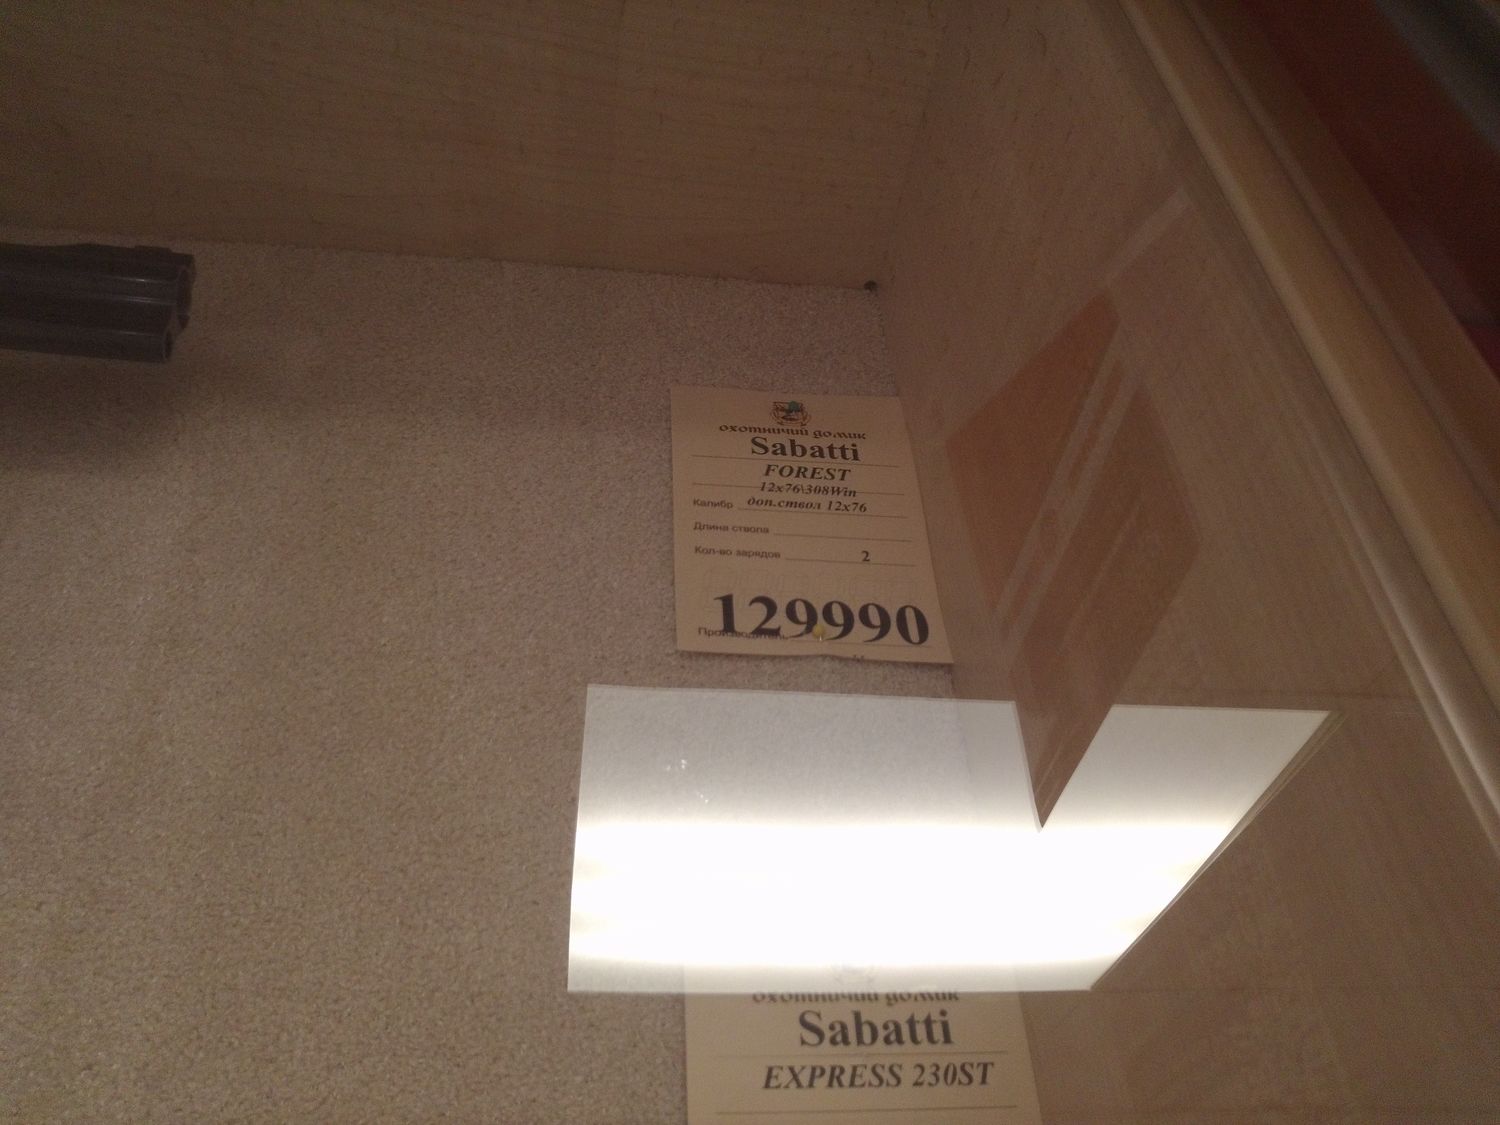 охотничий домик
Sabatti
FOREST
12x76\308Win
Калибр доп.ствол 12x76
Длина ствола
Кол-во зарядов 2
129990
Производитель
охотничий домик
Sabatti
EXPRESS 230ST